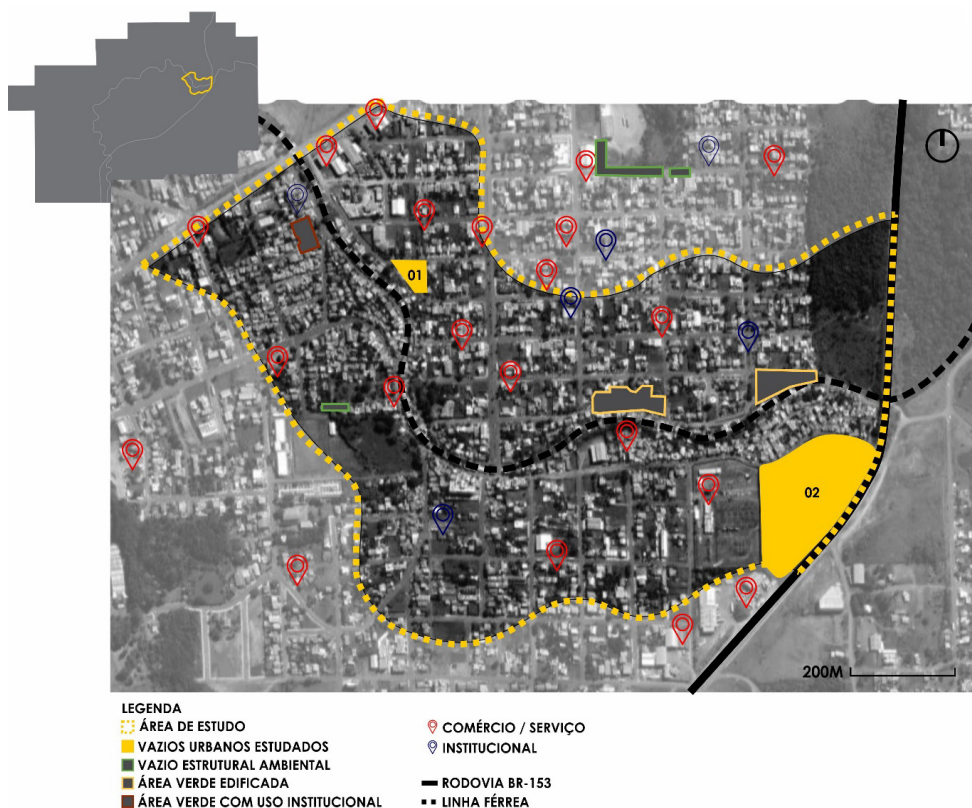 01
02
200M
LEGENDA
ÁREA DE ESTUDO
VAZIOS URBANOS ESTUDADOS
VAZIO ESTRUTURAL AMBIENTAL
ÁREA VERDE EDIFICADA
ÁREA VERDE COM USO INSTITUCIONAL
COMÉRCIO / SERVIÇO
INSTITUCIONAL
RODOVIA BR-153
LINHA FÉRREA